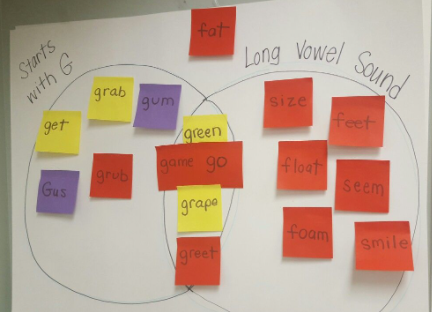 fat
Starts
with G
Long Vowel Sound
grab
gum
get
Gus
grub
green
game go
grape
greet
size
feet
float
seem
foam
smile